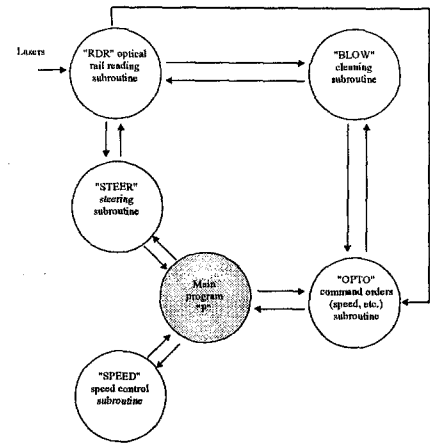 Lasers
"RDR" optical
rail reading
subroutine
"BLOW"
cleaning
subroutine
"STEER"
steering
subroutine
Main
program
"P"
"OPTO"
command orders
(speed, etc.)
subroutine
"SPEED"
speed control
subroutine